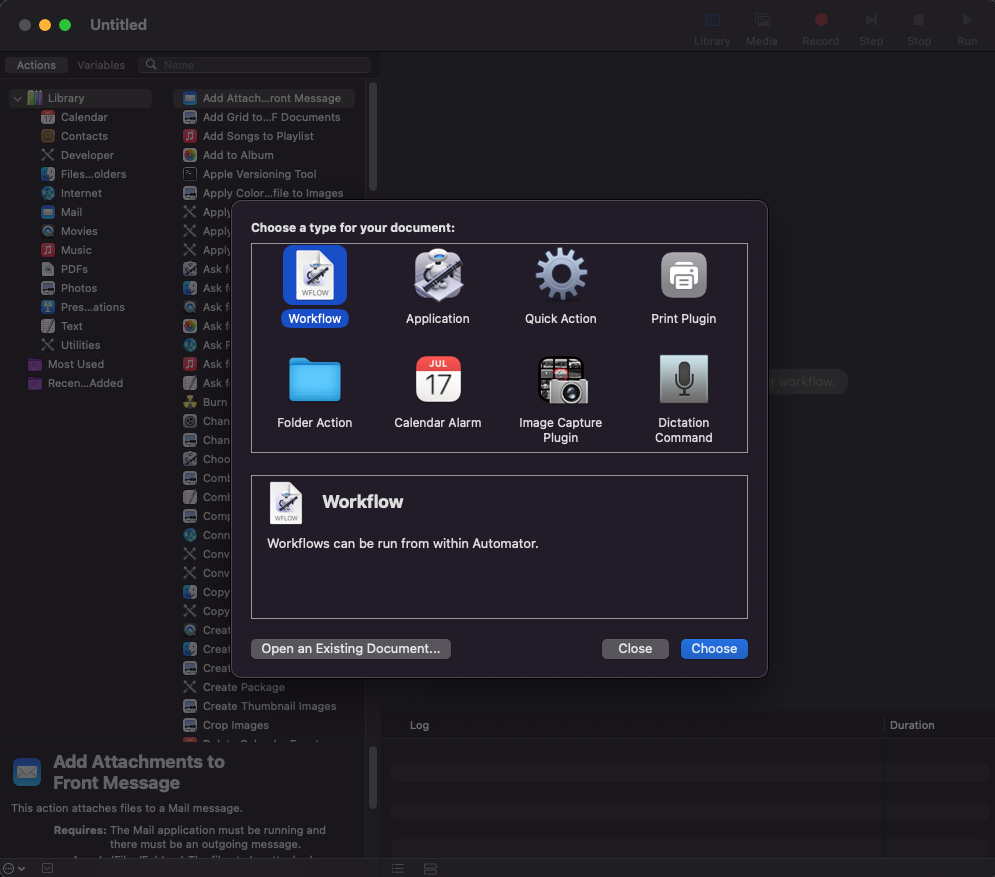 Untitled
Library
Media
Record
Step
Stop
Run
Actions
Variables
Name
Library
Calendar
Contacts
Developer
Files...olders
Internet
Mail
Movies
Music
PDFs
Photos
Pres...ations
Text
Utilities
Most Used
Recen...Added
Add Attach...ront Message
Add Grid to...F Documents
Add Songs to Playlist
Add to Album
Apple Versioning Tool
Apply Color...file to Images
Apply
Apply
Apply
Ask f
Ask f
Ask f
Ask f
Ask F
Ask f
Ask f
Burn
Chan
Chan
Choo
Comb
Comb
Comp
Conn
Conv
Conv
Copy
Copy
Creat
Creat
Creat
Create Package
Create Thumbnail Images
Crop Images
Choose a type for your document:
WFLOW
Workflow
Application
Quick Action
Print Plugin
Folder Action
JUL
17
Calendar Alarm
Image Capture
Plugin
Dictation
Command
r workflow.
WFLOW
Workflow
Workflows can be run from within Automator.
Open an Existing Document...
Close
Choose
Log
Duration
Add Attachments to
Front Message
This action attaches files to a Mail message.
Requires: The Mail application must be running and
there must be an outgoing message.